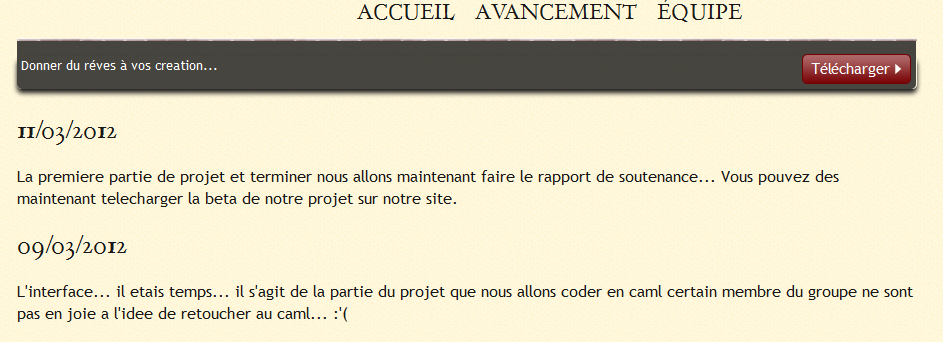 ACCUEIL AVANCEMENT ÉQUIPE
Donner du réves à vos creation...
Télécharger
11/03/2012
La premiere partie de projet et terminer nous allons maintenant faire le rapport de soutenance... Vous pouvez des
maintenant telecharger la beta de notre projet sur notre site.
09/03/2012
L'interface... il etais temps... il s'agit de la partie du projet que nous allons coder en caml certain membre du groupe ne sont
pas en joie a l'idee de retoucher au caml... :'(